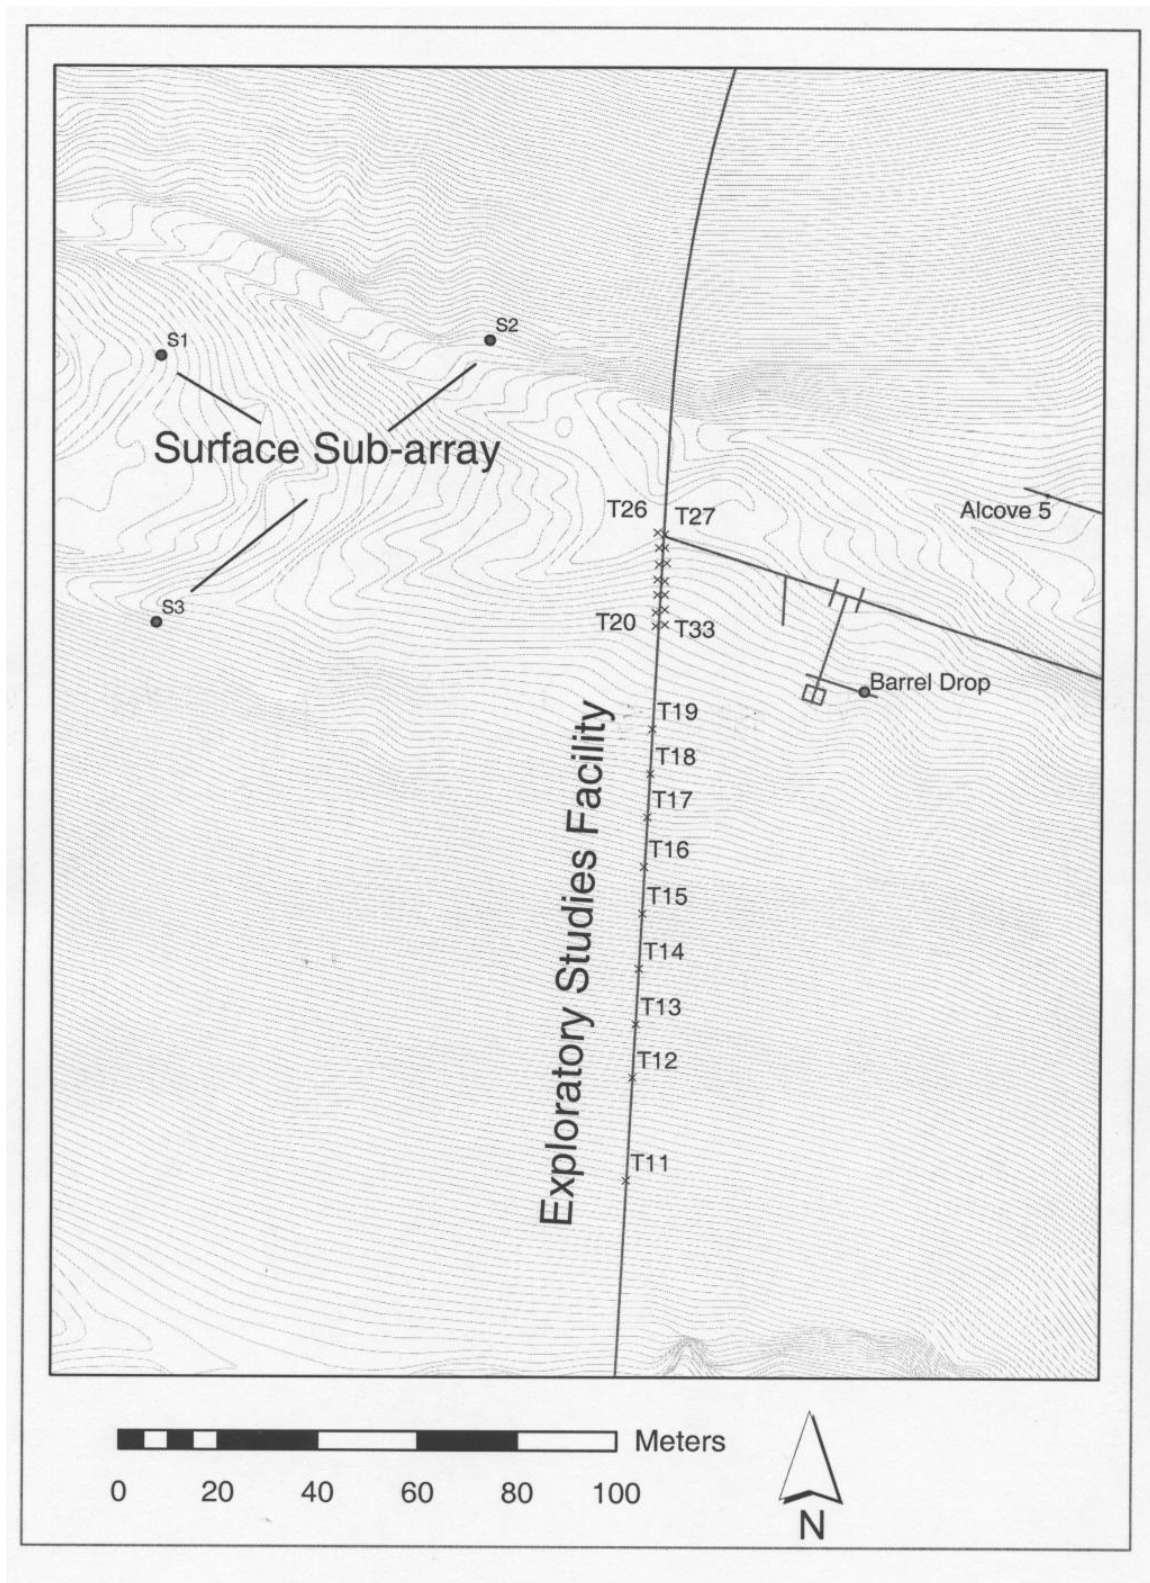 S2
S1
Surface Sub-array
T26
T27
Alcove 5
S3
T20
T33
Barrel Drop
T19
T18
T17
T16
T15
T14
T13
T12
T11
Exploratory Studies Facility
Meters
0 20 40 60 80 100
N